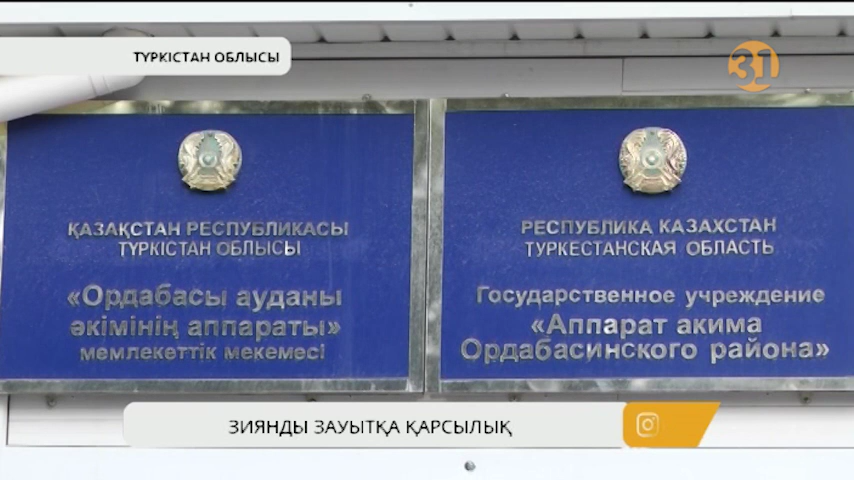 ТҮРКІСТАН ОБЛЫСЫ
31
ҚАЗАҚСТАН РЕСПУБЛИКАСЫ
ТҮРКІСТАН ОБЛЫСЫ
«Ордабасы ауданы
әкімінің аппараты»
мемлекеттік мекемесі
РЕСПУБЛИКА КАЗАХСТАН
ТУРКЕСТАНСКАЯ ОБЛАСТЬ
Государственное учреждение
«Аппарат акима
Ордабасинского района»
ЗИЯНДЫ ЗАУЫТҚА ҚАРСЫЛЫҚ